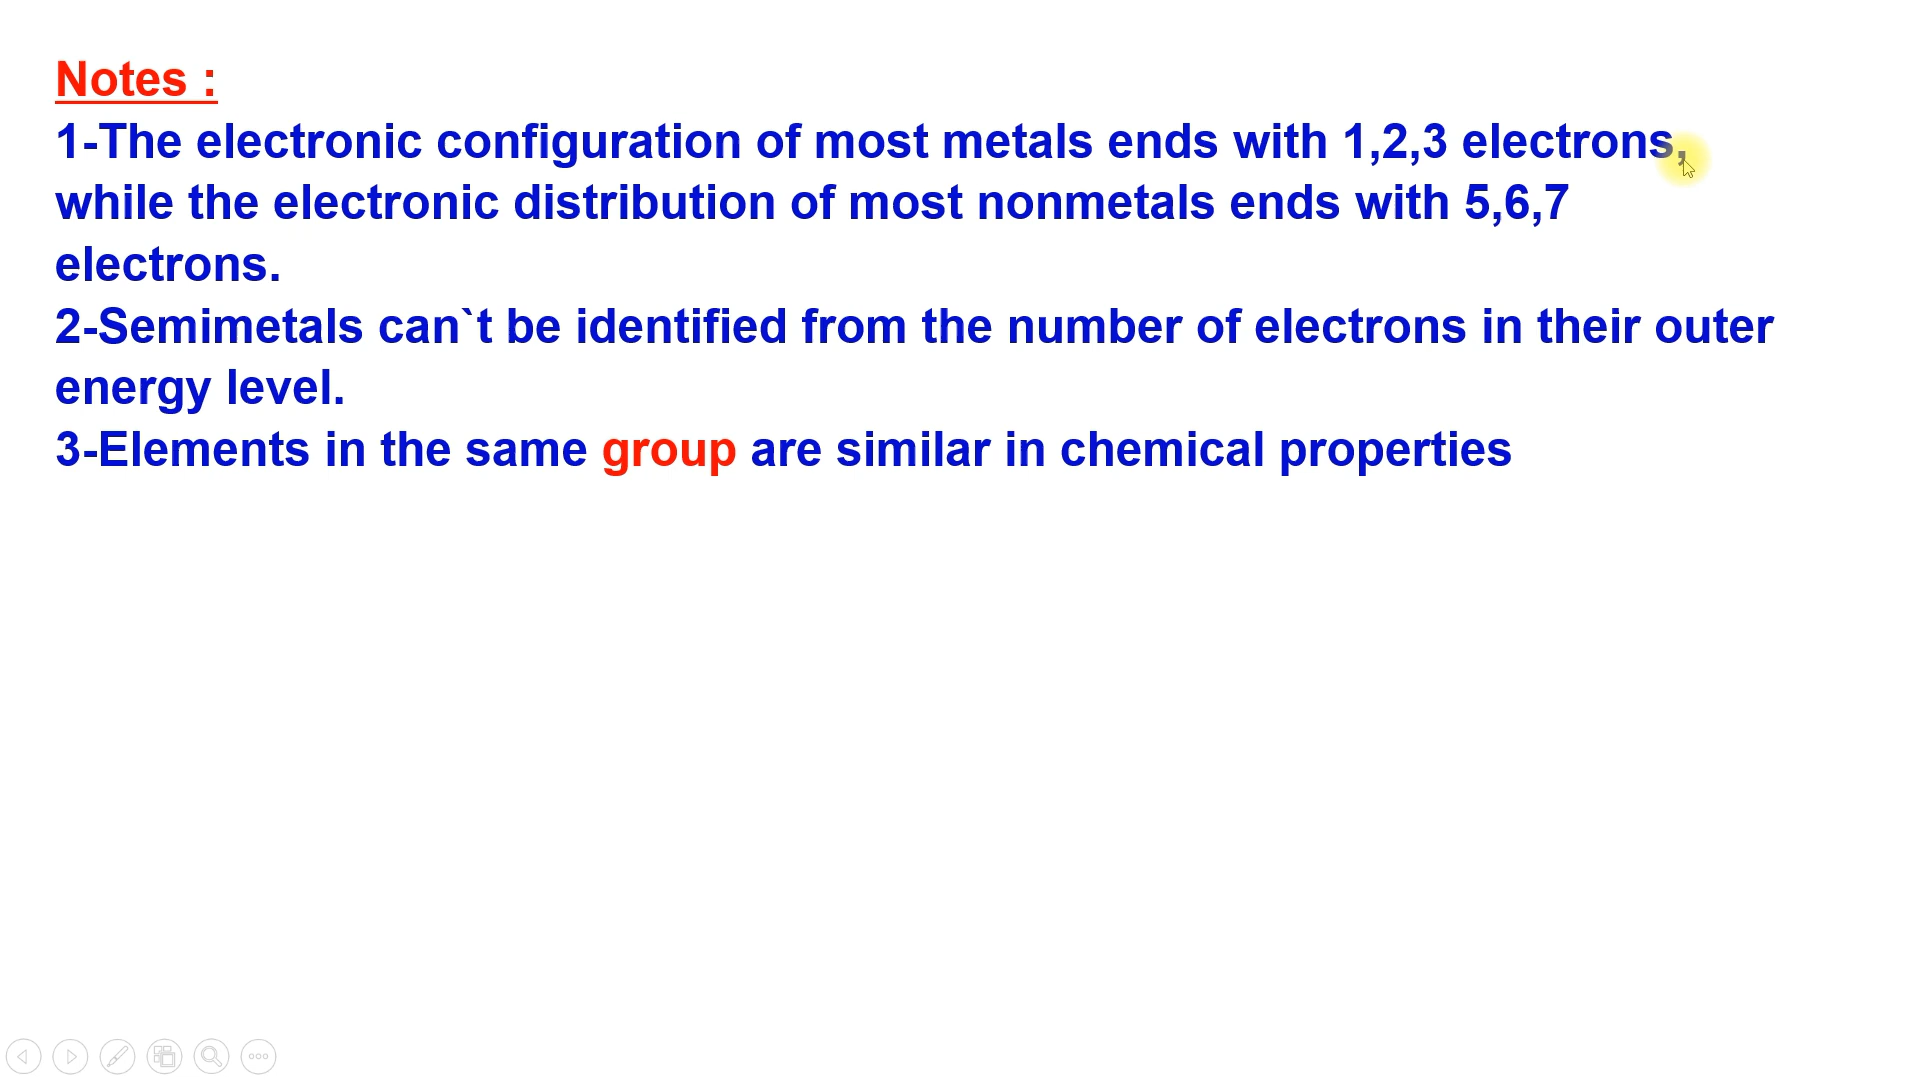 Notes :
1-The electronic configuration of most metals ends with 1,2,3 electrons,
while the electronic distribution of most nonmetals ends with 5,6,7
electrons.
2-Semimetals can`t be identified from the number of electrons in their outer
energy level.
3-Elements in the same group are similar in chemical properties